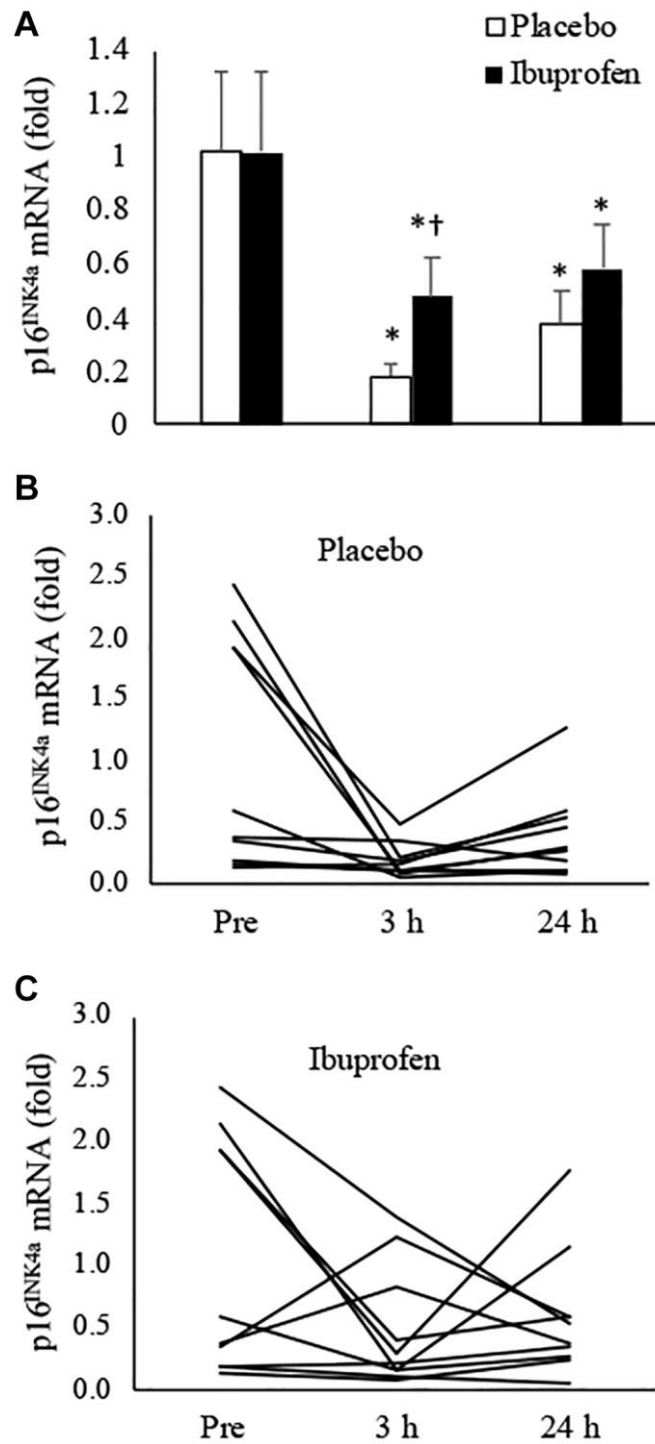 A
Placebo
Ibuprofen
p16INK4a mRNA (fold)
1.4
1.2
1
0.8
0.6
0.4
0.2
0
*
*†
*
*
B
Placebo
p16INK4a mRNA (fold)
3.0
2.5
2.0
1.5
1.0
0.5
0.0
Pre 3 h 24 h
C
Ibuprofen
p16INK4a mRNA (fold)
3.0
2.5
2.0
1.5
1.0
0.5
0.0
Pre 3 h 24 h